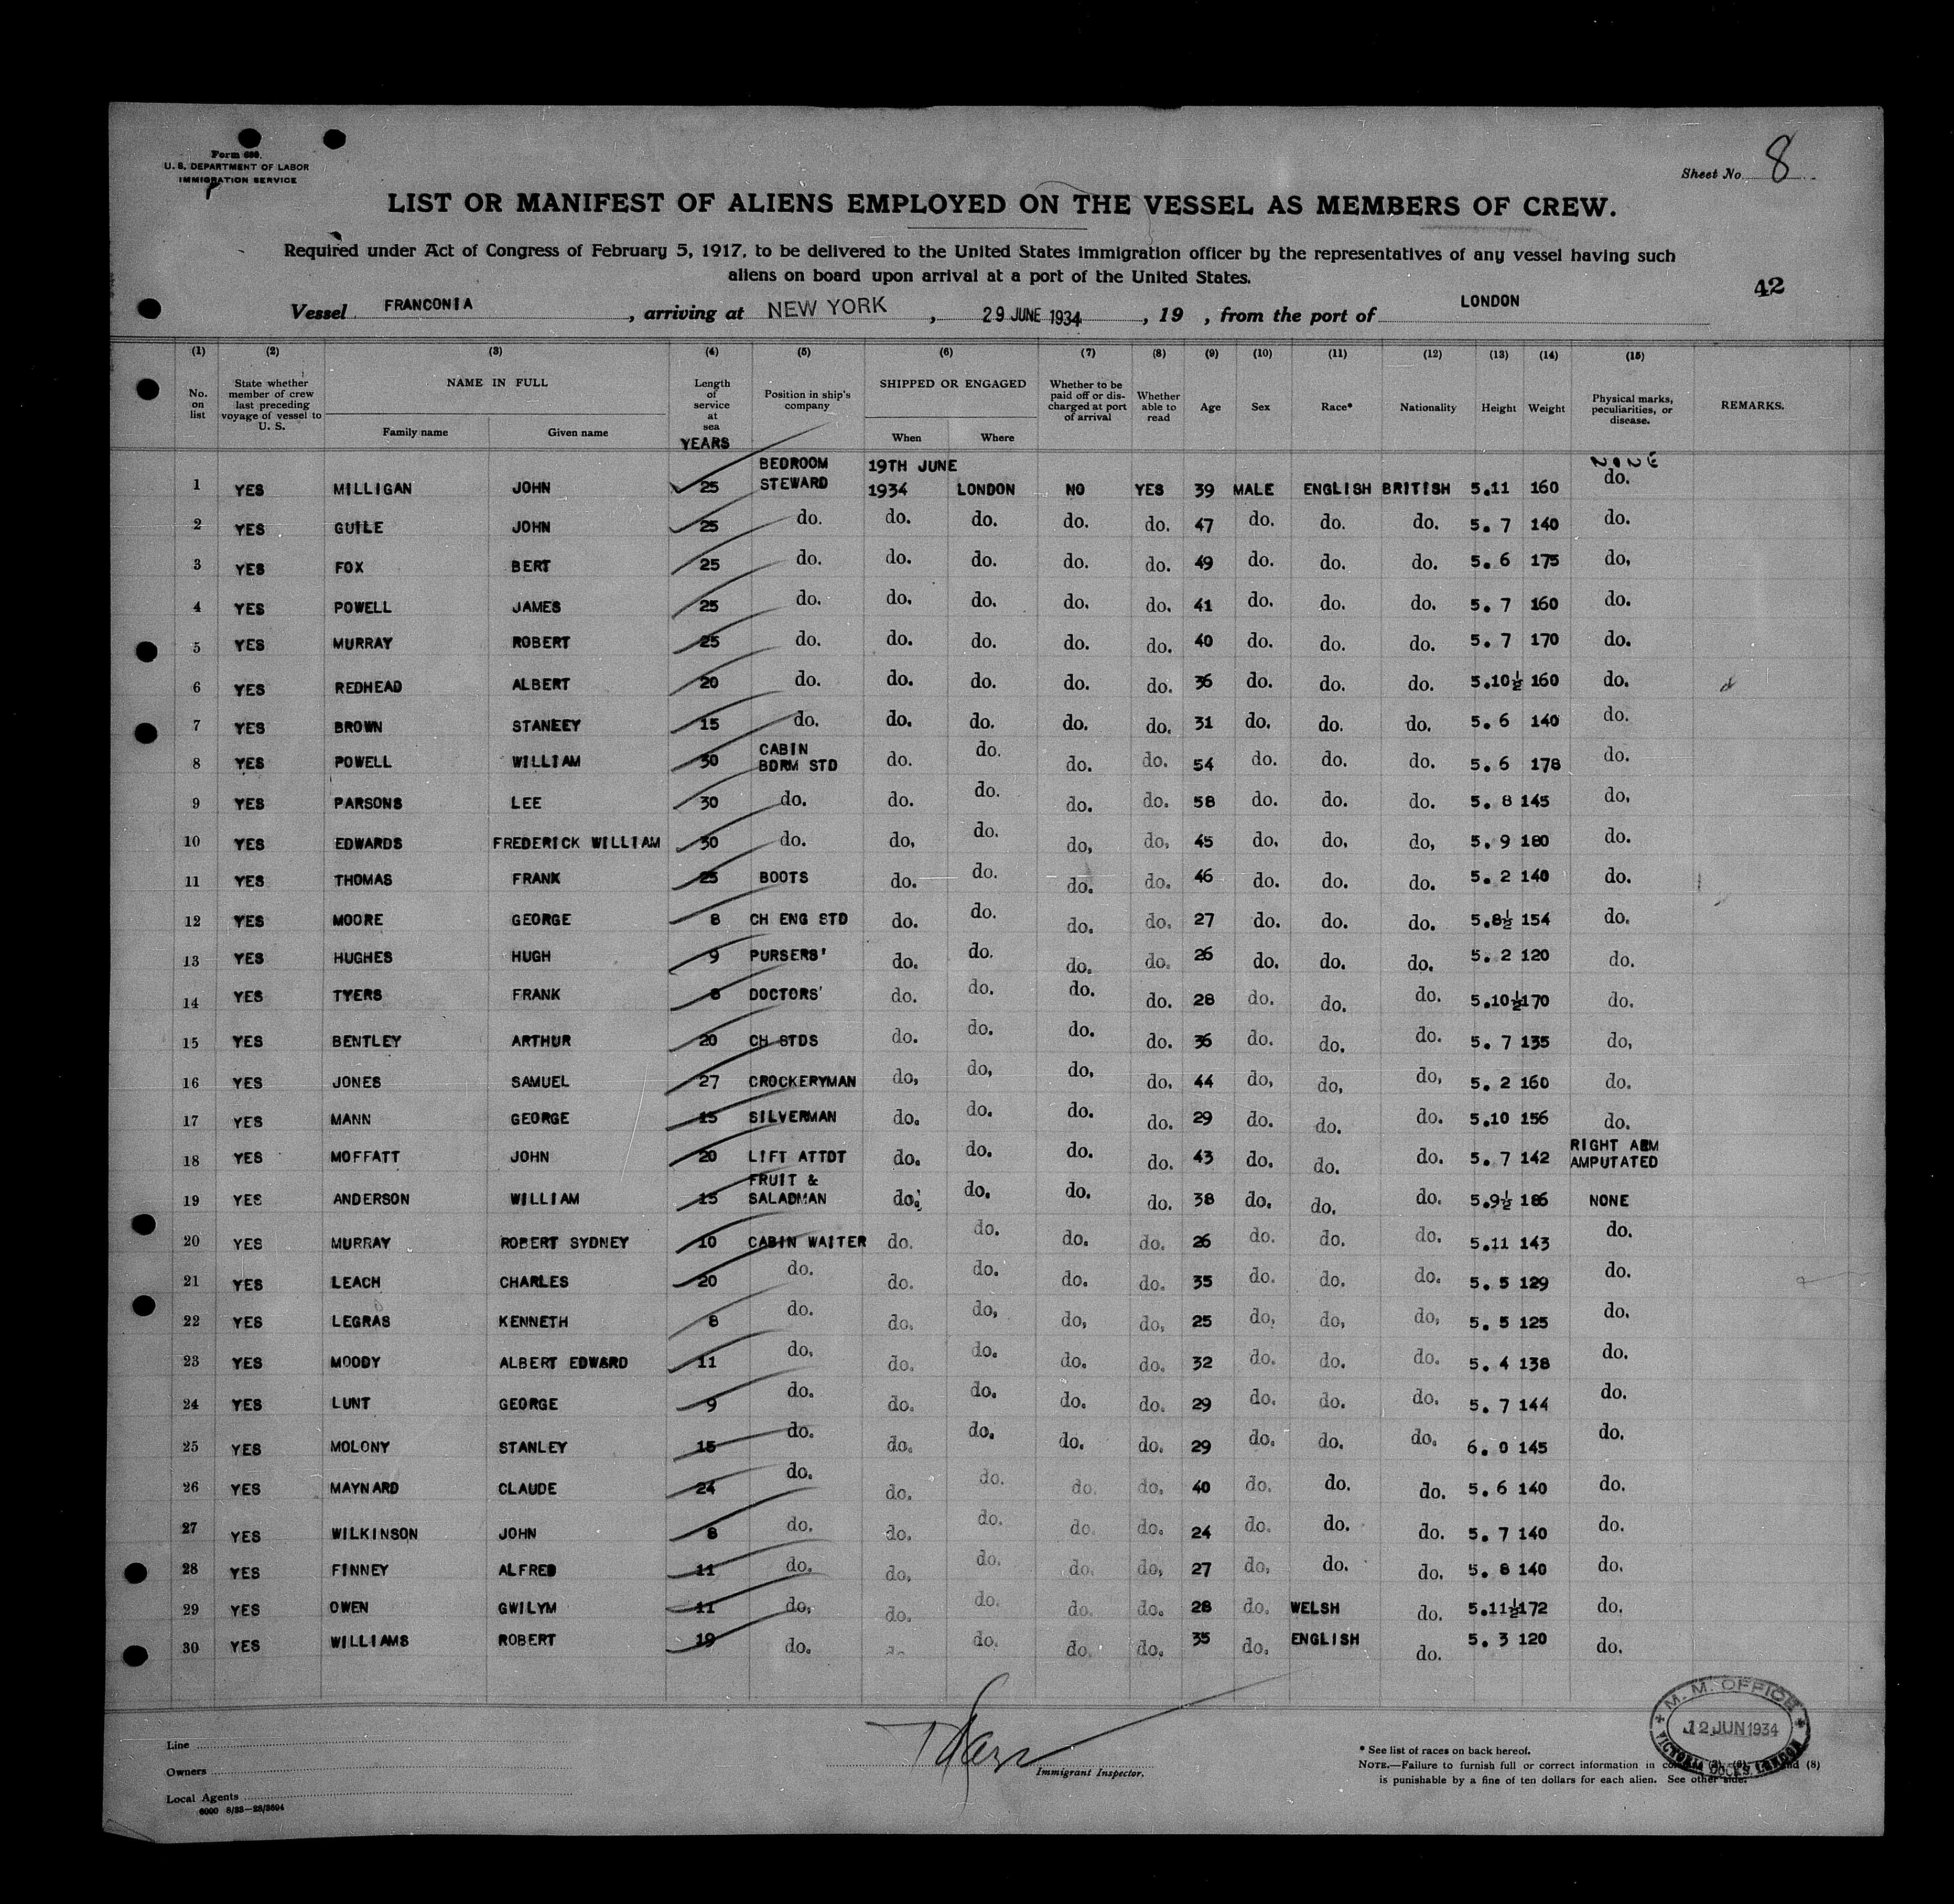 Form 689.
U. S. DEPARTMENT OF LABOR
IMMIGRATION SERVICE
Sheet No. 8
LIST OR MANIFEST OF ALIENS EMPLOYED ON THE VESSEL AS MEMBERS OF CREW.
Required under Act of Congress of February 5, 1917, to be delivered to the United States immigration officer by the representatives of any vessel having such
aliens on board upon arrival at a port of the United States.
42
Vessel FRANCONIA, arriving at NEW YORK, 29 JUNE 1934, 19 , from the port of LONDON
(1) (2) (3) (4) (5) (6) (7) (8) (9) (10) (11) (12) (13) (14) (15)
No. on list State whether member of crew last preceding voyage of vessel to U. S. NAME IN FULL Family name Given name Length of service at sea YEARS Position in ship's company SHIPPED OR ENGAGED When Where Whether to be paid off or discharged at port of arrival Whether able to read Age Sex Race* Nationality Height Weight Physical marks, peculiarities, or disease. REMARKS.
1 YES MILLIGAN JOHN 25 BEDROOM STEWARD 19TH JUNE 1934 LONDON NO YES 39 MALE ENGLISH BRITISH 5.11 160 NONE do.
2 YES GUILE JOHN 25 do. do. do. do. do. 47 do. do. do. 5. 7 140 do.
3 YES FOX BERT 25 do. do. do. do. do. 49 do. do. do. 5. 6 175 do,
4 YES POWELL JAMES 25 do. do. do. do. do. 41 do. do. do. 5. 7 160 do.
5 YES MURRAY ROBERT 25 do. do. do. do. do. 40 do. do. do. 5. 7 170 do.
6 YES REDHEAD ALBERT 20 do. do. do. do. do. 36 do. do. do. 5.10½ 160 do.
7 YES BROWN STANLEY 15 do. do. do. do. do. 31 do. do. do. 5. 6 140 do.
8 YES POWELL WILLIAM 30 CABIN BDRM STD do. do. do. do. 54 do. do. do. 5. 6 178 do.
9 YES PARSONS LEE 30 do. do. do. do. do. 58 do. do. do. 5. 8 145 do,
10 YES EDWARDS FREDERICK WILLIAM 30 do. do, do. do, do, 45 do, do, do, 5. 9 180 do.
11 YES THOMAS FRANK 25 BOOTS do. do. do. do. 46 do. do. do. 5. 2 140 do.
12 YES MOORE GEORGE 8 CH ENG STD do. do. do. do. 27 do. do. do. 5.8½ 154 do.
13 YES HUGHES HUGH 9 PURSERS' do. do. do. do. 26 do. do. do. 5. 2 120 do.
14 YES TYERS FRANK 8 DOCTORS' do. do. do. do. 28 do. do. do. 5.10½ 170 do.
15 YES BENTLEY ARTHUR 20 CH STDS do. do. do. do. 36 do. do. do. 5. 7 135 do,
16 YES JONES SAMUEL 27 CROCKERYMAN do, do, do, do, 44 do, do, do, 5. 2 160 do.
17 YES MANN GEORGE 15 SILVERMAN do. do. do. do. 29 do. do. do. 5.10 156 do.
18 YES MOFFATT JOHN 20 LIFT ATTDT do. do. do. do. 43 do. do. do. 5. 7 142 RIGHT ARM AMPUTATED
19 YES ANDERSON WILLIAM 15 FRUIT & SALADMAN do. do. do. do. 38 do. do. do. 5.9½ 186 NONE
20 YES MURRAY ROBERT SYDNEY 10 CABIN WAITER do. do. do. do. 26 do. do. do. 5.11 143 do.
21 YES LEACH CHARLES 20 do. do. do. do. do. 35 do. do. do. 5. 5 129 do.
22 YES LEGRAS KENNETH 8 do. do. do, do, do, 25 do, do, do, 5. 5 125 do.
23 YES MOODY ALBERT EDWARD 11 do. do. do. do. do. 32 do. do. do. 5. 4 138 do.
24 YES LUNT GEORGE 9 do. do. do. do. do. 29 do. do. do. 5. 7 144 do.
25 YES MOLONY STANLEY 15 do. do. do. do. do. 29 do. do. do. 6. 0 145 do.
26 YES MAYNARD CLAUDE 24 do. do. do. do. do. 40 do. do. do. 5. 6 140 do.
27 YES WILKINSON JOHN 8 do. do. do. do. do. 24 do. do. do. 5. 7 140 do.
28 YES FINNEY ALFRED 11 do. do, do. do. do, 27 do, do. do. 5. 8 140 do.
29 YES OWEN GWILYM 11 do. do. do. do. do. 28 do. WELSH do. 5.11½ 172 do.
30 YES WILLIAMS ROBERT 19 do. do. do. do. 35 do. ENGLISH do. 5. 3 120 do.
Line
Owners
Local Agents
6000 8/23—28/3694
Immigrant Inspector.
* See list of races on back hereof.
NOTE.—Failure to furnish full or correct information in (8)
is punishable by a fine of ten dollars for each alien. See other side.
M. M. OFFICE
12 JUN 1934
VICTORIA DOCKS, LONDON